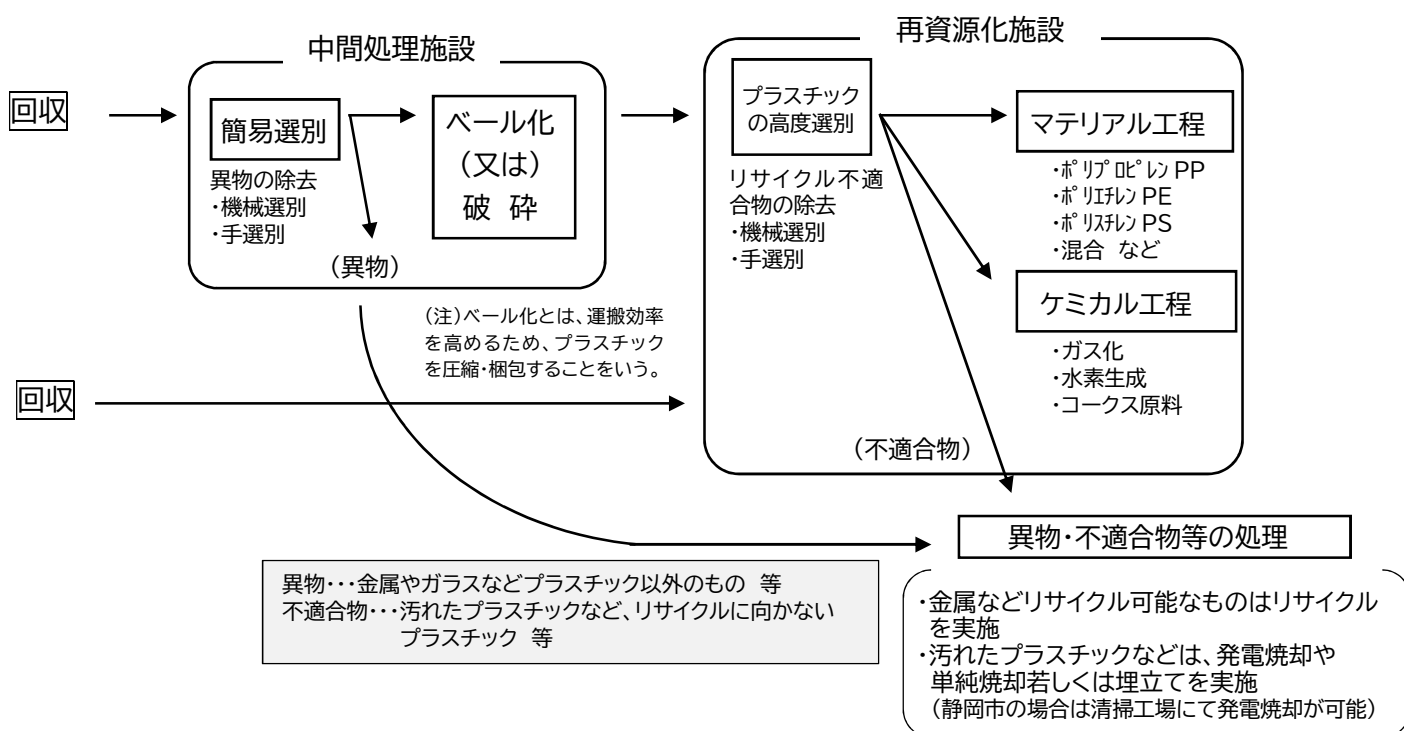 中間処理施設
再資源化施設
回収
簡易選別
異物の除去
・機械選別
・手選別
ベール化
(又は)
破 砕
(異物)
プラスチック
の高度選別
リサイクル不適
合物の除去
・機械選別
・手選別
マテリアル工程
・ポリプロピレン PP
・ポリエチレン PE
・ポリスチレン PS
・混合 など
ケミカル工程
・ガス化
・水素生成
・コークス原料
(注)ベール化とは、運搬効率
を高めるため、プラスチック
を圧縮・梱包することをいう。
回収
(不適合物)
異物・不適合物等の処理
異物・・・金属やガラスなどプラスチック以外のもの 等
不適合物・・・汚れたプラスチックなど、リサイクルに向かない
プラスチック 等
・金属などリサイクル可能なものはリサイクル
を実施
・汚れたプラスチックなどは、発電焼却や
単純焼却若しくは埋立てを実施
(静岡市の場合は清掃工場にて発電焼却が可能)